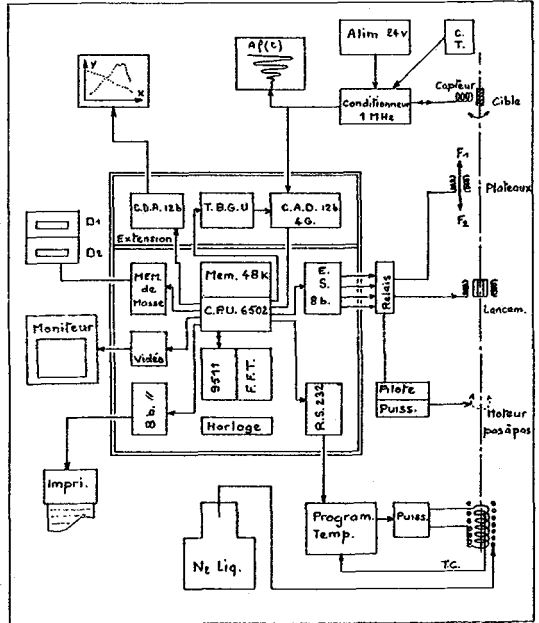 Af(t)
Alim 24v
C.
T.
y
x
Conditionneur
1 MHz
Capteur
Cible
F1
Plateaux
F2
C.D.A. 12b
T.B.G.U
C.A.D. 12b
4G.
Extension
D1
D2
MEM.
de
Masse
Mem. 48K
C.P.U. 6502
E.
S.
8 b.
Relais
Lancem.
Moniteur
Vidéo
9511
F.F.T.
Pilote
Puiss.
Moteur
pas à pas
8 b. //
Horloge
R.S. 232
Impri.
Program.
Temp.
Puiss.
N2 Liq.
T.C.